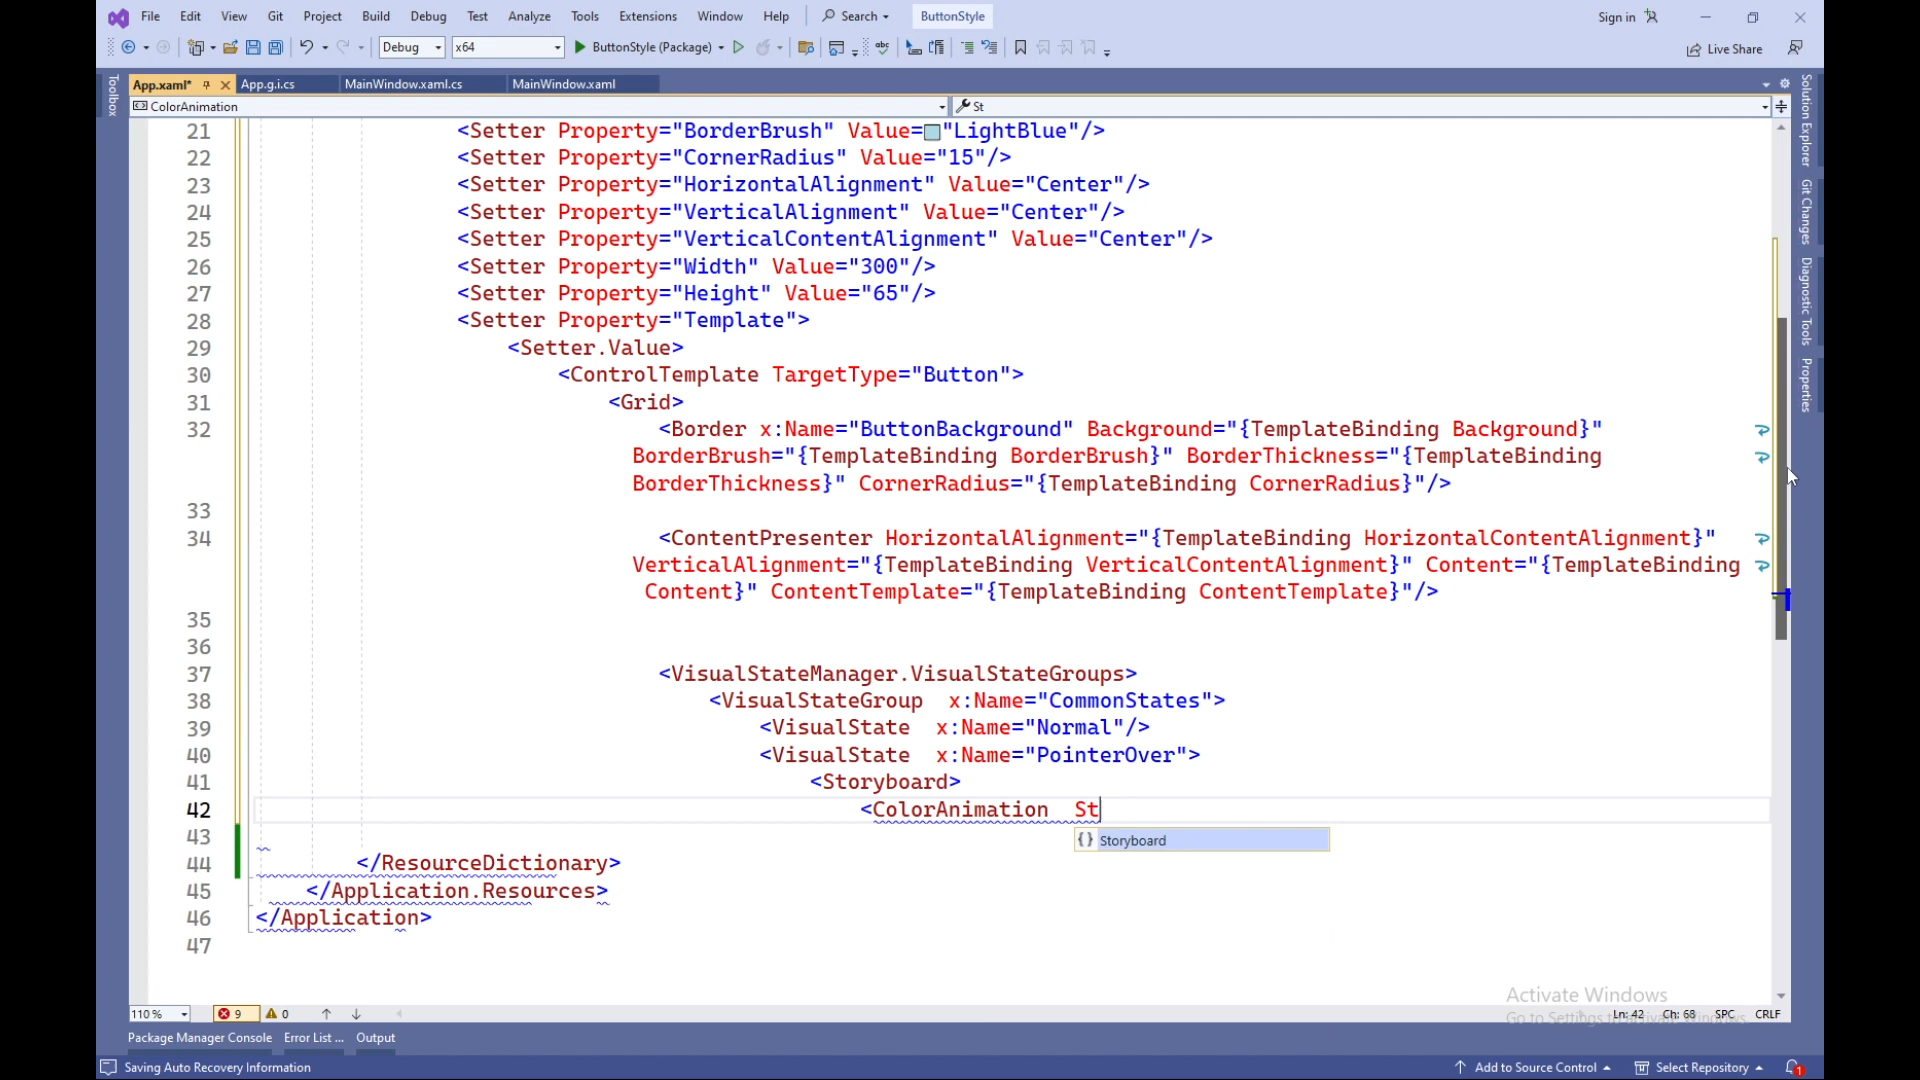 File Edit View Git Project Build Debug Test Analyze Tools Extensions Window Help Search ButtonStyle Sign in
Debug x64 ButtonStyle (Package) Live Share
Toolbox
App.xaml* App.g.i.cs MainWindow.xaml.cs MainWindow.xaml
ColorAnimation St
21 <Setter Property="BorderBrush" Value="LightBlue"/>
22 <Setter Property="CornerRadius" Value="15"/>
23 <Setter Property="HorizontalAlignment" Value="Center"/>
24 <Setter Property="VerticalAlignment" Value="Center"/>
25 <Setter Property="VerticalContentAlignment" Value="Center"/>
26 <Setter Property="Width" Value="300"/>
27 <Setter Property="Height" Value="65"/>
28 <Setter Property="Template">
29 <Setter.Value>
30 <ControlTemplate TargetType="Button">
31 <Grid>
32 <Border x:Name="ButtonBackground" Background="{TemplateBinding Background}"
BorderBrush="{TemplateBinding BorderBrush}" BorderThickness="{TemplateBinding
BorderThickness}" CornerRadius="{TemplateBinding CornerRadius}"/>
33
34 <ContentPresenter HorizontalAlignment="{TemplateBinding HorizontalContentAlignment}"
VerticalAlignment="{TemplateBinding VerticalContentAlignment}" Content="{TemplateBinding
Content}" ContentTemplate="{TemplateBinding ContentTemplate}"/>
35
36
37 <VisualStateManager.VisualStateGroups>
38 <VisualStateGroup x:Name="CommonStates">
39 <VisualState x:Name="Normal"/>
40 <VisualState x:Name="PointerOver">
41 <Storyboard>
42 <ColorAnimation St
{} Storyboard
43
44 </ResourceDictionary>
45 </Application.Resources>
46 </Application>
47
Solution Explorer
Git Changes
Diagnostic Tools
Properties
Activate Windows
Go to Settings to activate Windows.
110 % 9 0 Ln: 42 Ch: 68 SPC CRLF
Package Manager Console Error List ... Output
Saving Auto Recovery Information Add to Source Control Select Repository 1